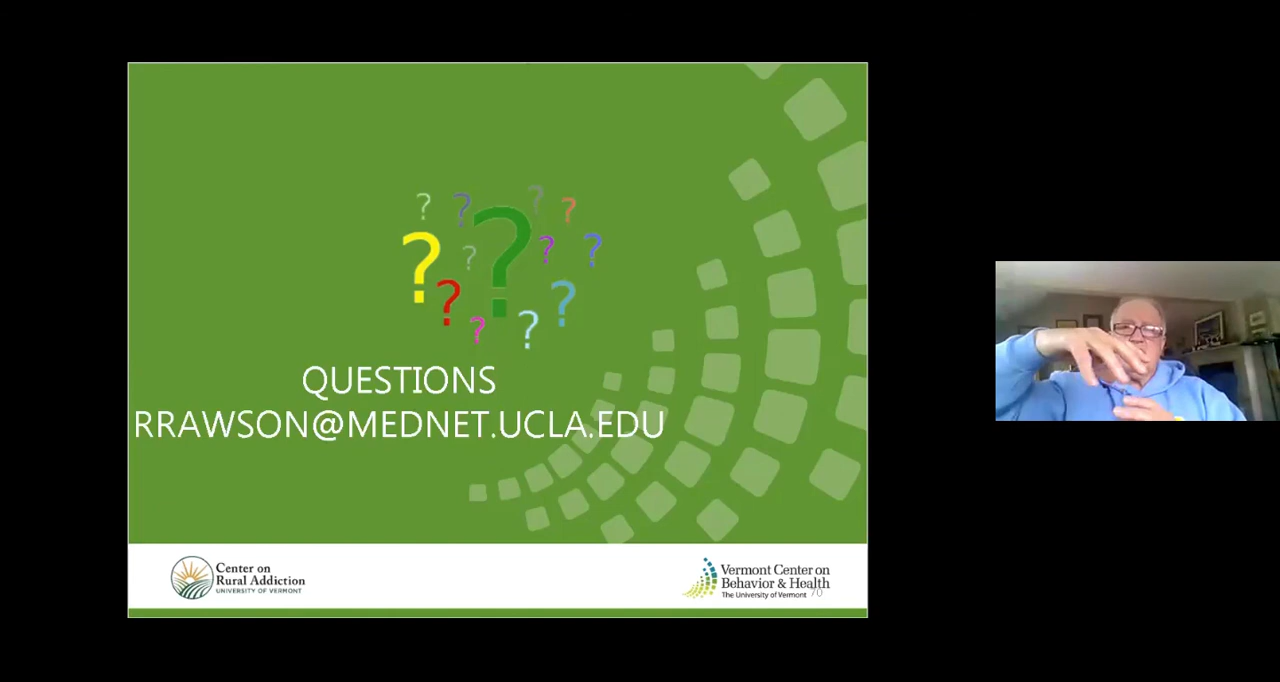 ? ? ? ?
? ? ? ? ?
? ? ? ?
QUESTIONS
RRAWSON@MEDNET.UCLA.EDU
Center on
Rural Addiction
UNIVERSITY OF VERMONT
Vermont Center on
Behavior & Health
The University of Vermont
70